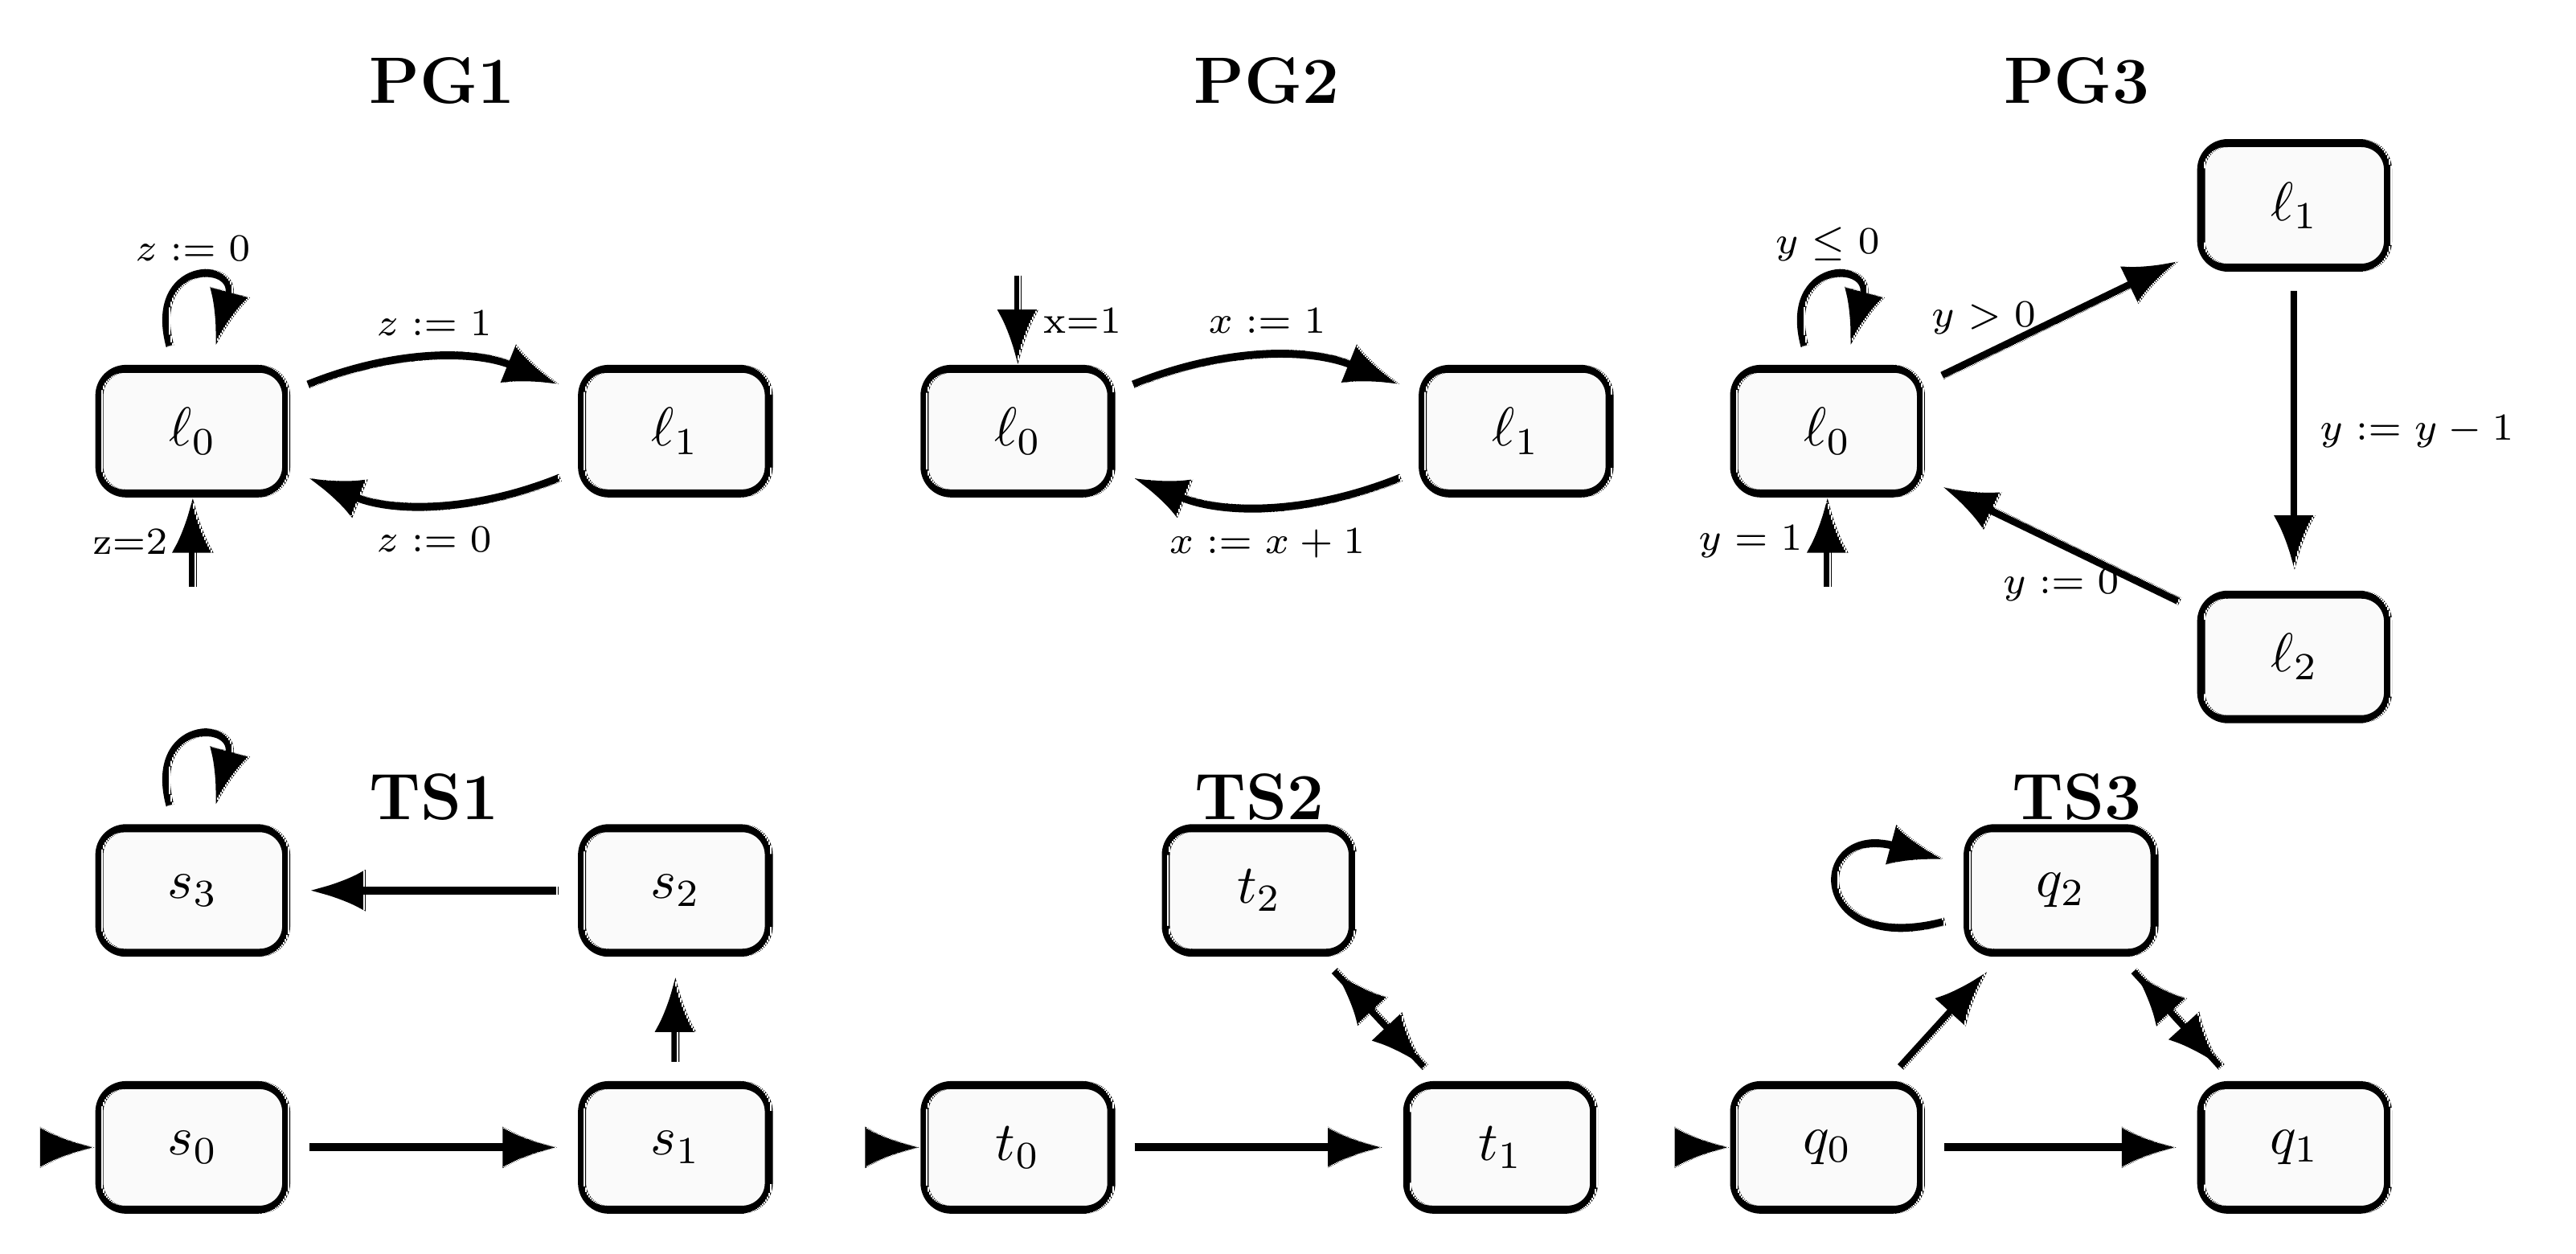 PG1
PG2
PG3
z := 0
z := 1
ℓ0
ℓ1
z=2
z := 0
x=1
x := 1
ℓ0
ℓ1
x := x + 1
y ≤ 0
y > 0
ℓ1
ℓ0
y := y − 1
y = 1
y := 0
ℓ2
TS1
TS2
TS3
s3
s2
s0
s1
t2
t0
t1
q2
q0
q1